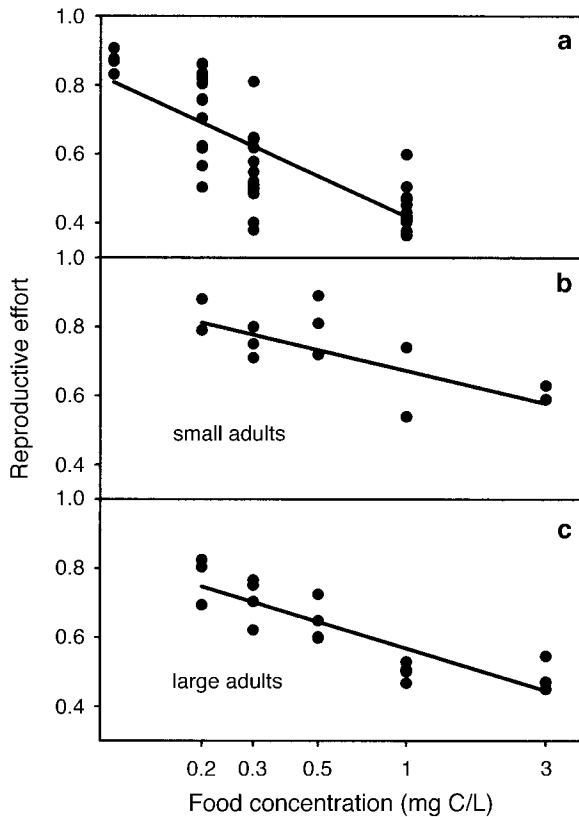 Reproductive effort
1.0
a
0.8
0.6
0.4
1.0
b
0.8
0.6
small adults
0.4
1.0
c
0.8
0.6
large adults
0.4
0.2 0.3 0.5 1 3
Food concentration (mg C/L)